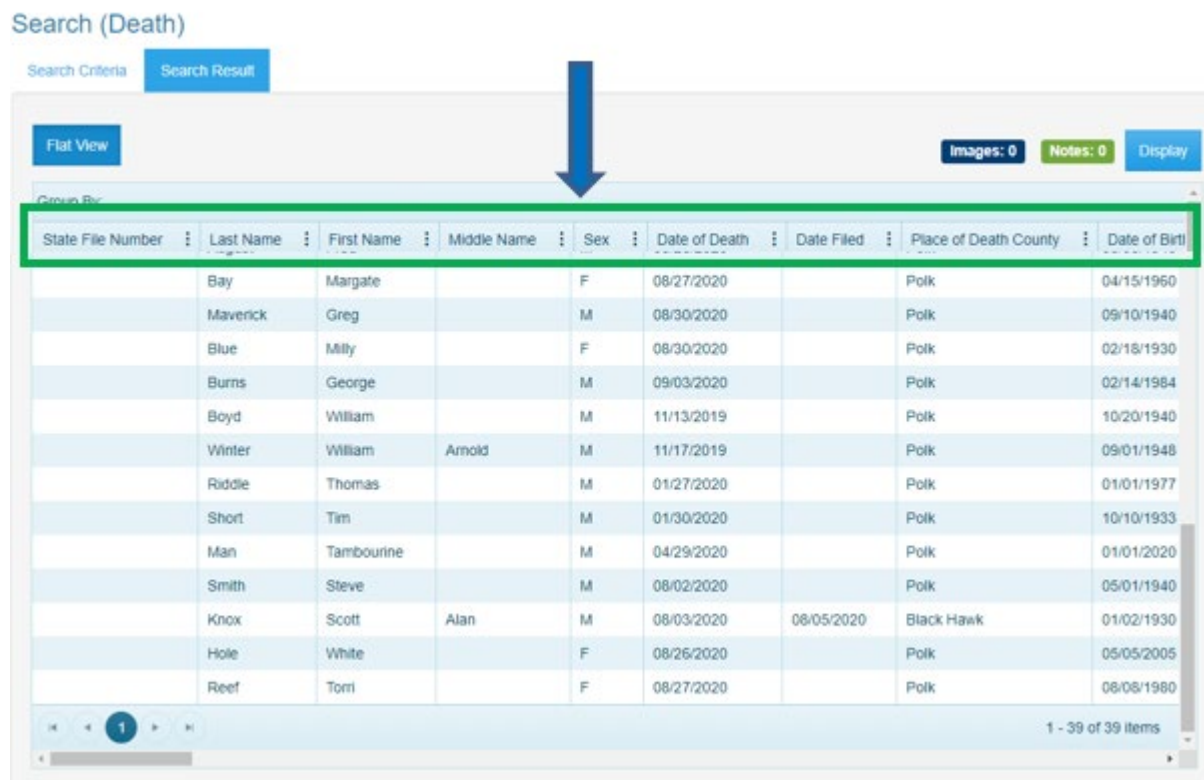 Search (Death)
Search Criteria Search Result
Flat View Images: 0 Notes: 0 Display
Group By:
State File Number Last Name First Name Middle Name Sex Date of Death Date Filed Place of Death County Date of Birt
Bay Margate F 08/27/2020 Polk 04/15/1960
Maverick Greg M 08/30/2020 Polk 09/10/1940
Blue Milly F 08/30/2020 Polk 02/18/1930
Burns George M 09/03/2020 Polk 02/14/1984
Boyd William M 11/13/2019 Polk 10/20/1940
Winter William Arnold M 11/17/2019 Polk 09/01/1948
Riddle Thomas M 01/27/2020 Polk 01/01/1977
Short Tim M 01/30/2020 Polk 10/10/1933
Man Tambourine M 04/29/2020 Polk 01/01/2020
Smith Steve M 08/02/2020 Polk 05/01/1940
Knox Scott Alan M 08/03/2020 08/05/2020 Black Hawk 01/02/1930
Hole White F 08/26/2020 Polk 05/05/2005
Reef Torri F 08/27/2020 Polk 08/08/1980
1 1 - 39 of 39 items